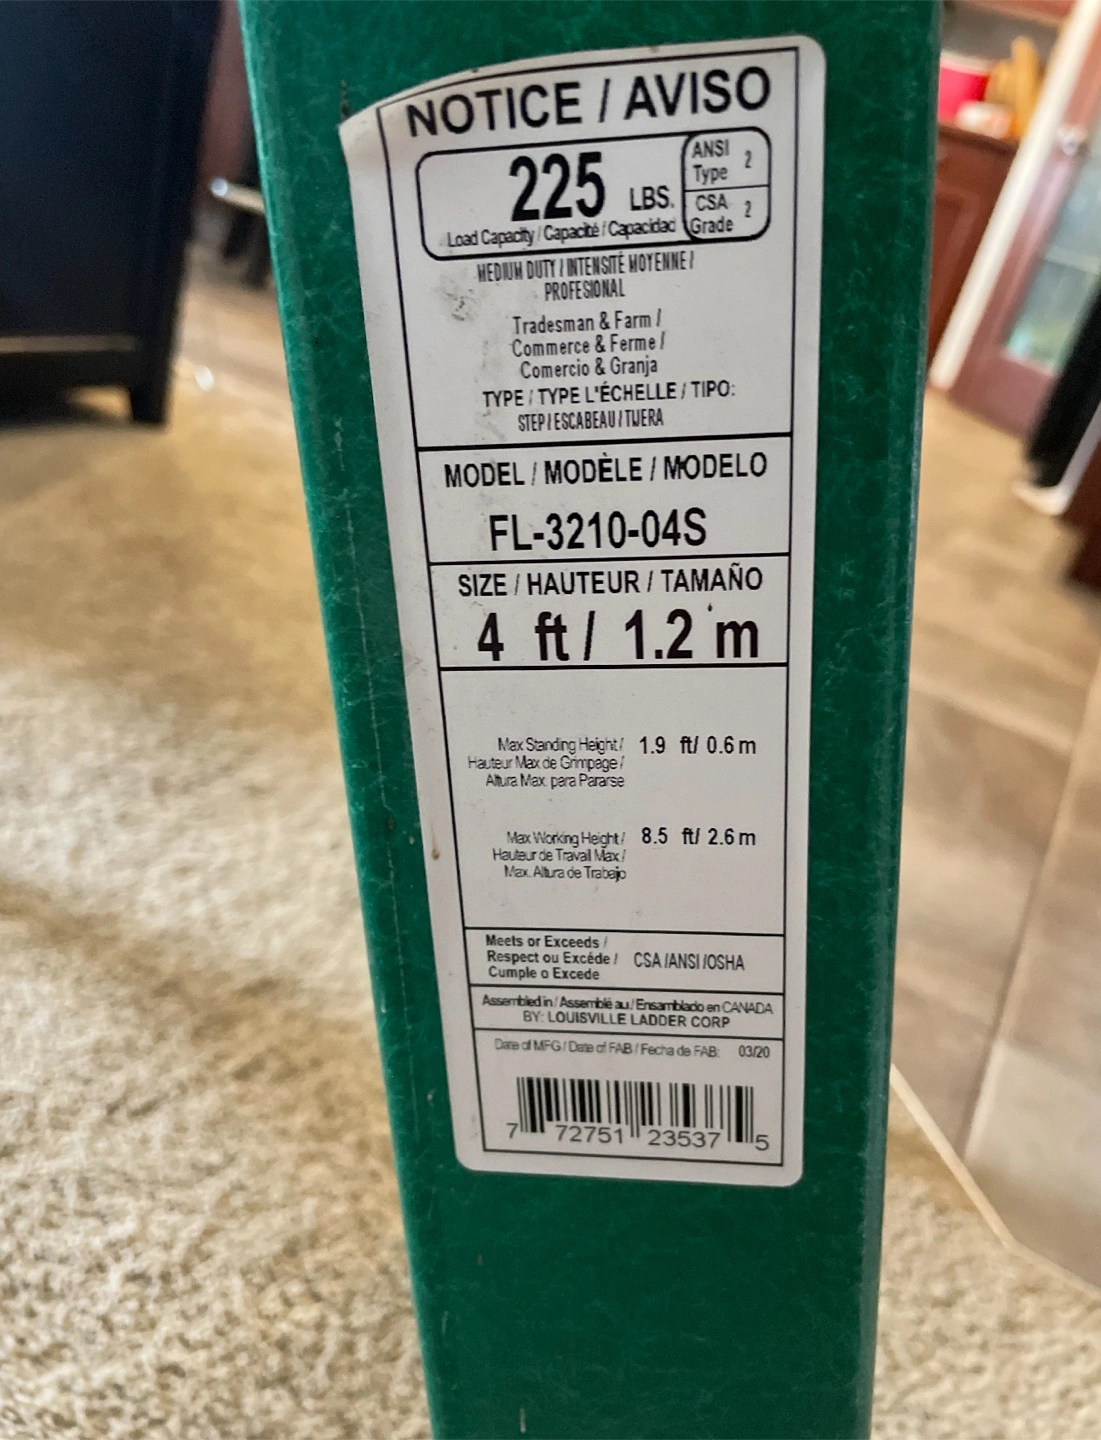 NOTICE / AVISO
225 LBS.
ANSI Type 2
CSA Grade 2
Load Capacity / Capacité / Capacidad
MEDIUM DUTY / INTENSITÉ MOYENNE /
PROFESIONAL
Tradesman & Farm /
Commerce & Ferme /
Comercio & Granja
TYPE / TYPE L'ÉCHELLE / TIPO:
STEP / ESCABEAU / TIJERA
MODEL / MODÈLE / MODELO
FL-3210-04S
SIZE / HAUTEUR / TAMAÑO
4 ft / 1.2 m
Max Standing Height / 1.9 ft/ 0.6 m
Hauteur Max de Grimpage /
Altura Max. para Pararse
Max Working Height / 8.5 ft/ 2.6 m
Hauteur de Travail Max /
Max. Altura de Trabajo
Meets or Exceeds /
Respect ou Excéde / CSA /ANSI /OSHA
Cumple o Excede
Assembled in / Assemblé au / Ensamblado en CANADA
BY: LOUISVILLE LADDER CORP
Date of MFG / Date of FAB / Fecha de FAB: 03/20
7 72751 23537 5